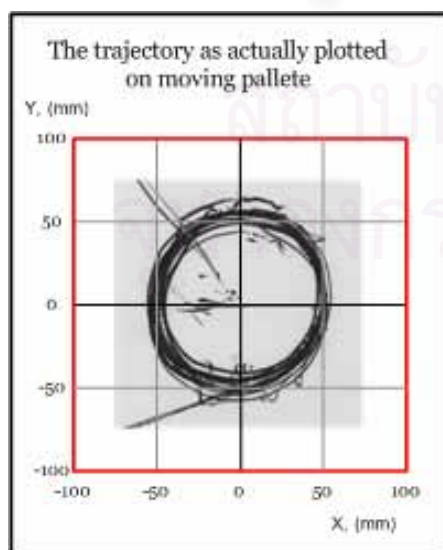 The trajectory as actually plotted
on moving pallete
Y, (mm)
100
50
0
-50
-100
-100 -50 0 50 100
X, (mm)